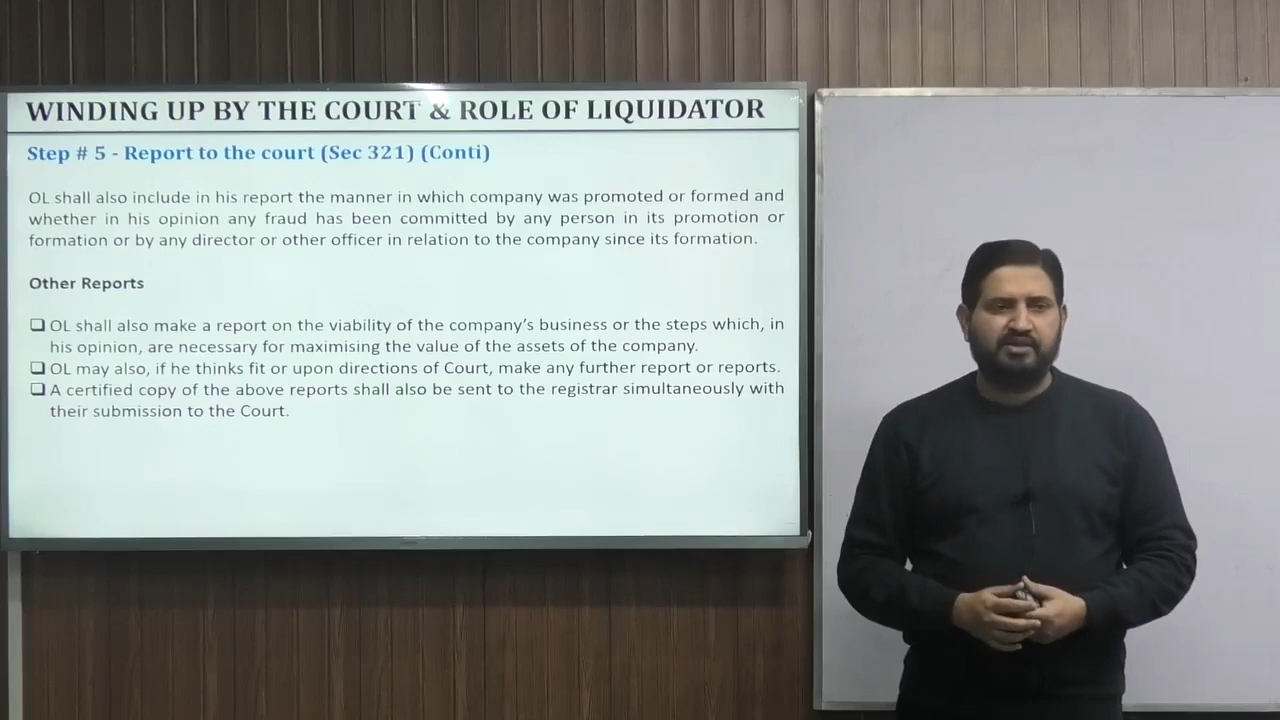 WINDING UP BY THE COURT & ROLE OF LIQUIDATOR
Step # 5 - Report to the court (Sec 321) (Conti)
OL shall also include in his report the manner in which company was promoted or formed and
whether in his opinion any fraud has been committed by any person in its promotion or
formation or by any director or other officer in relation to the company since its formation.
Other Reports
❑ OL shall also make a report on the viability of the company's business or the steps which, in
his opinion, are necessary for maxmising the value of the assets of the company.
❑ OL may also, if he thinks fit or upon directions of Court, make any further report or reports.
❑ A certified copy of the above reports shall also be sent to the registrar simultaneously with
their submission to the Court.